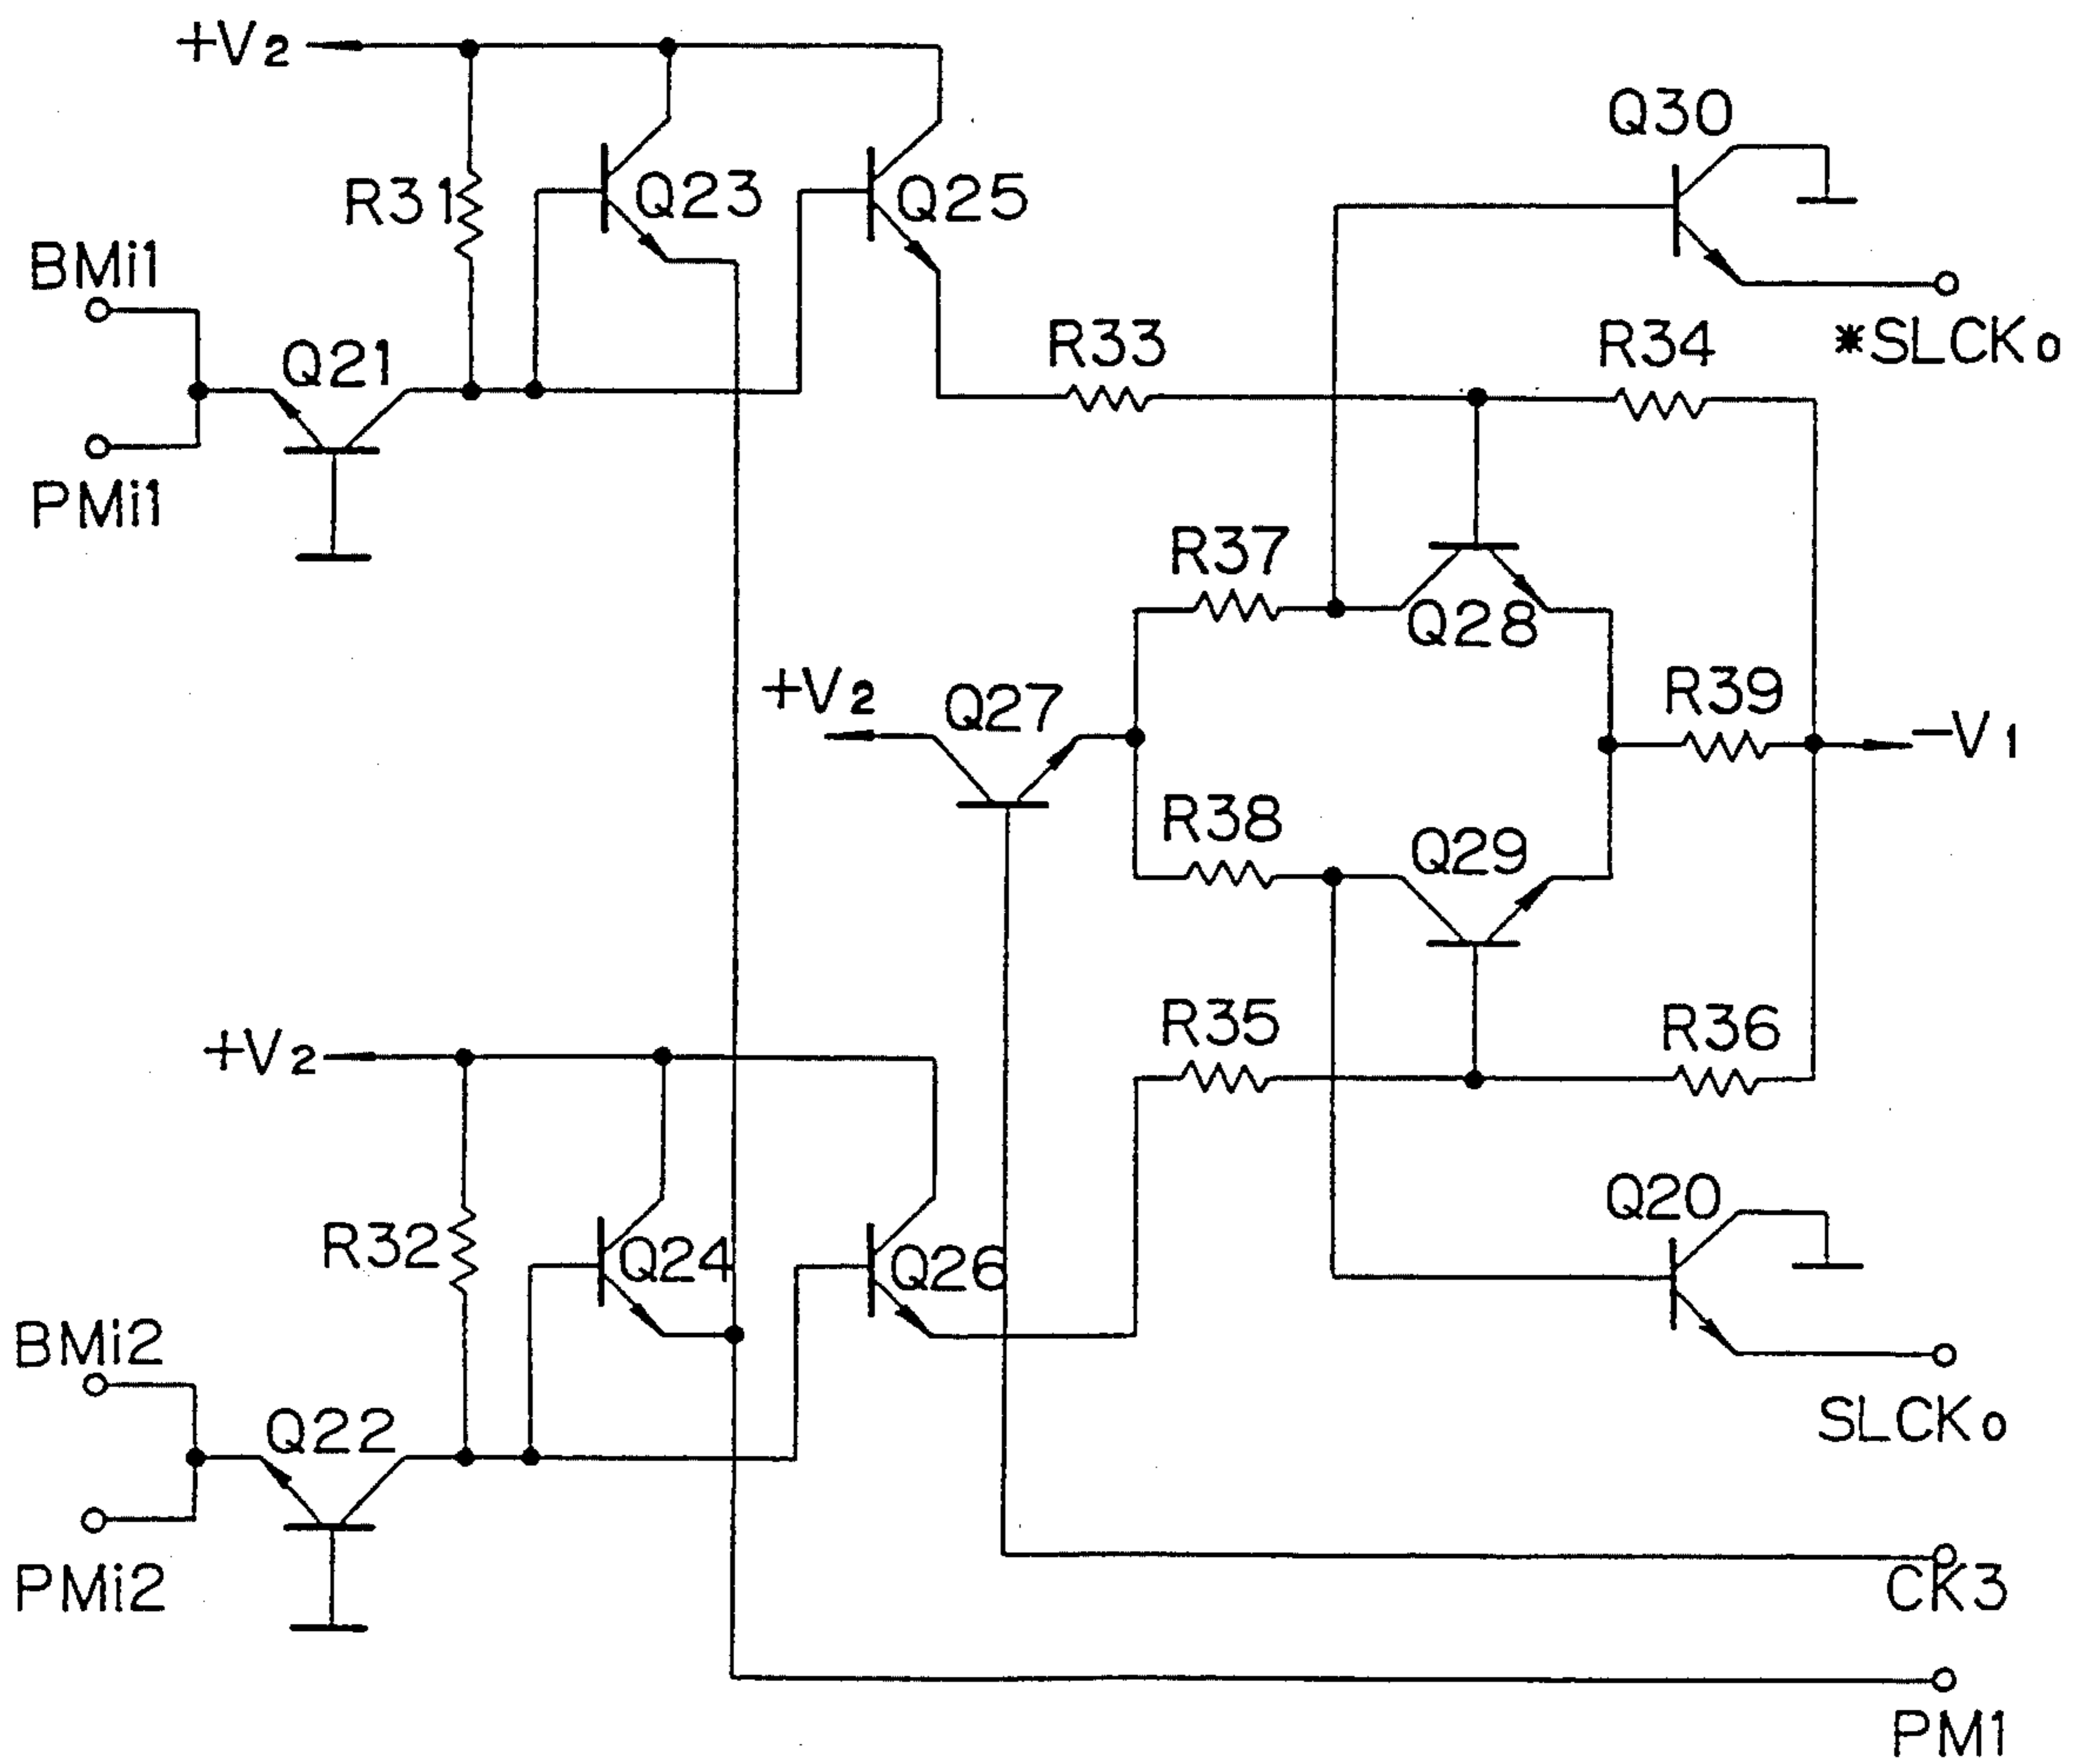 +V2
Q30
R31
Q23
Q25
BMi1
Q21
R33
R34
*SLCKo
PMi1
R37
Q28
+V2
Q27
R39
-V1
R38
Q29
R35
R36
+V2
Q20
R32
Q24
Q26
BMi2
Q22
SLCKo
PMi2
CK3
PM1